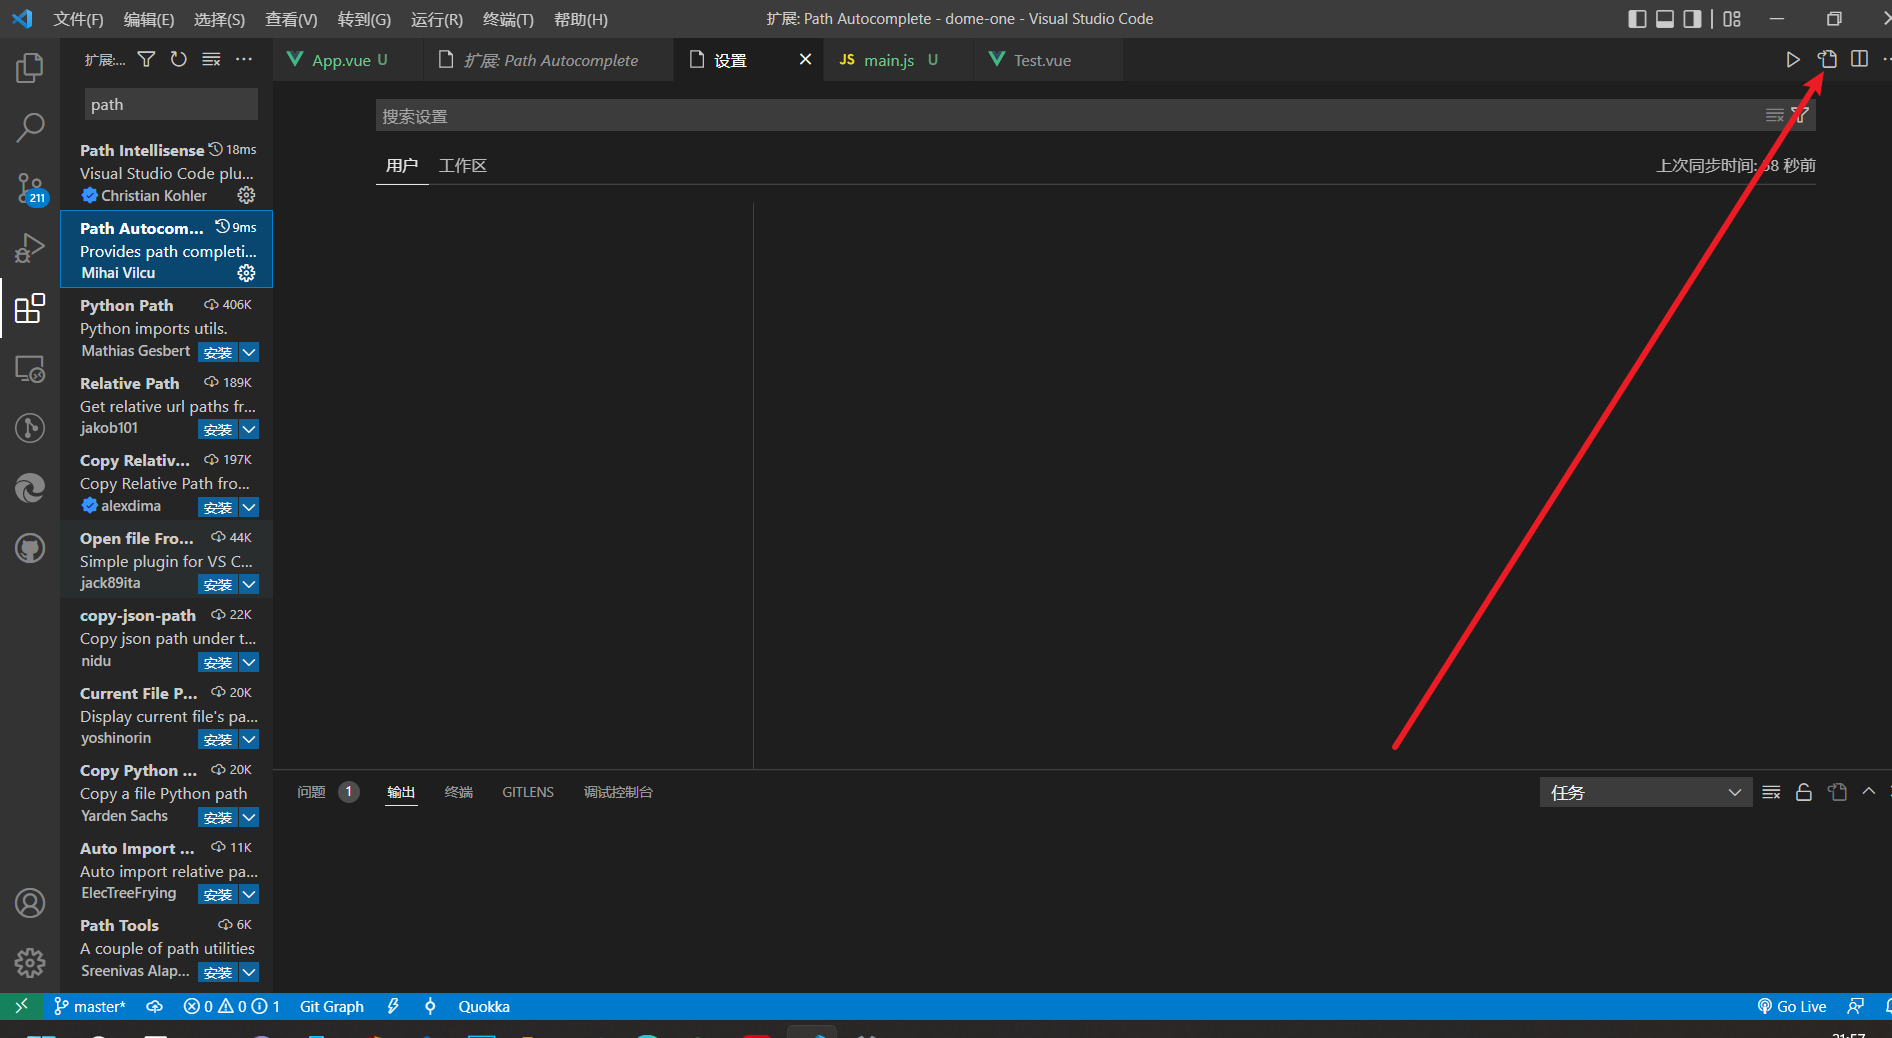 文件(F) 编辑(E) 选择(S) 查看(V) 转到(G) 运行(R) 终端(T) 帮助(H) 扩展: Path Autocomplete - dome-one - Visual Studio Code
扩展:...
App.vue U 扩展: Path Autocomplete 设置 JS main.js U Test.vue
path
搜索设置
用户 工作区
上次同步时间: 58 秒前
Path Intellisense 18ms
Visual Studio Code plu...
Christian Kohler
211
Path Autocom... 9ms
Provides path completi...
Mihai Vilcu
Python Path 406K
Python imports utils.
Mathias Gesbert 安装
Relative Path 189K
Get relative url paths fr...
jakob101 安装
Copy Relativ... 197K
Copy Relative Path fro...
alexdima 安装
Open file Fro... 44K
Simple plugin for VS C...
jack89ita 安装
copy-json-path 22K
Copy json path under t...
nidu 安装
Current File P... 20K
Display current file's pa...
yoshinorin 安装
Copy Python ... 20K
Copy a file Python path
Yarden Sachs 安装
Auto Import ... 11K
Auto import relative pa...
ElecTreeFrying 安装
Path Tools 6K
A couple of path utilities
Sreenivas Alap... 安装
问题 1 输出 终端 GITLENS 调试控制台 任务
master* 0 0 1 Git Graph Quokka Go Live